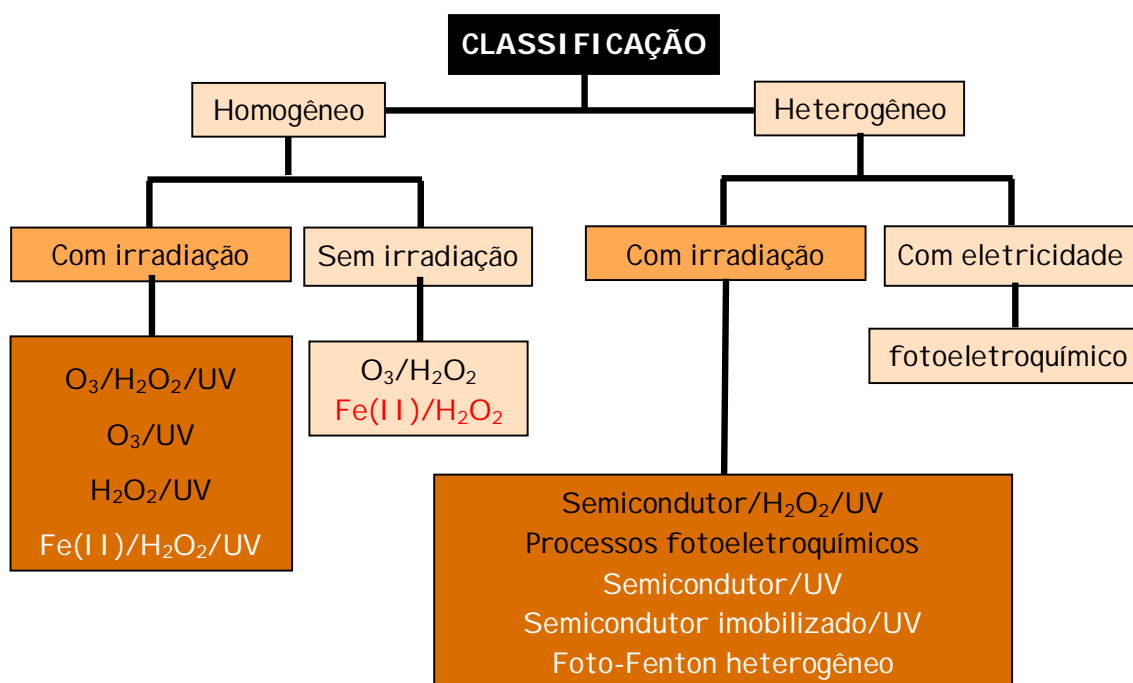 CLASSIFICAÇÃO
Homogêneo
Heterogêneo
Com irradiação
Sem irradiação
Com irradiação
Com eletricidade
O₃/H₂O₂/UV
O₃/UV
H₂O₂/UV
Fe(II)/H₂O₂/UV
O₃/H₂O₂
Fe(II)/H₂O₂
fotoeletroquímico
Semicondutor/H₂O₂/UV
Processos fotoeletroquímicos
Semicondutor/UV
Semicondutor imobilizado/UV
Foto-Fenton heterogêneo